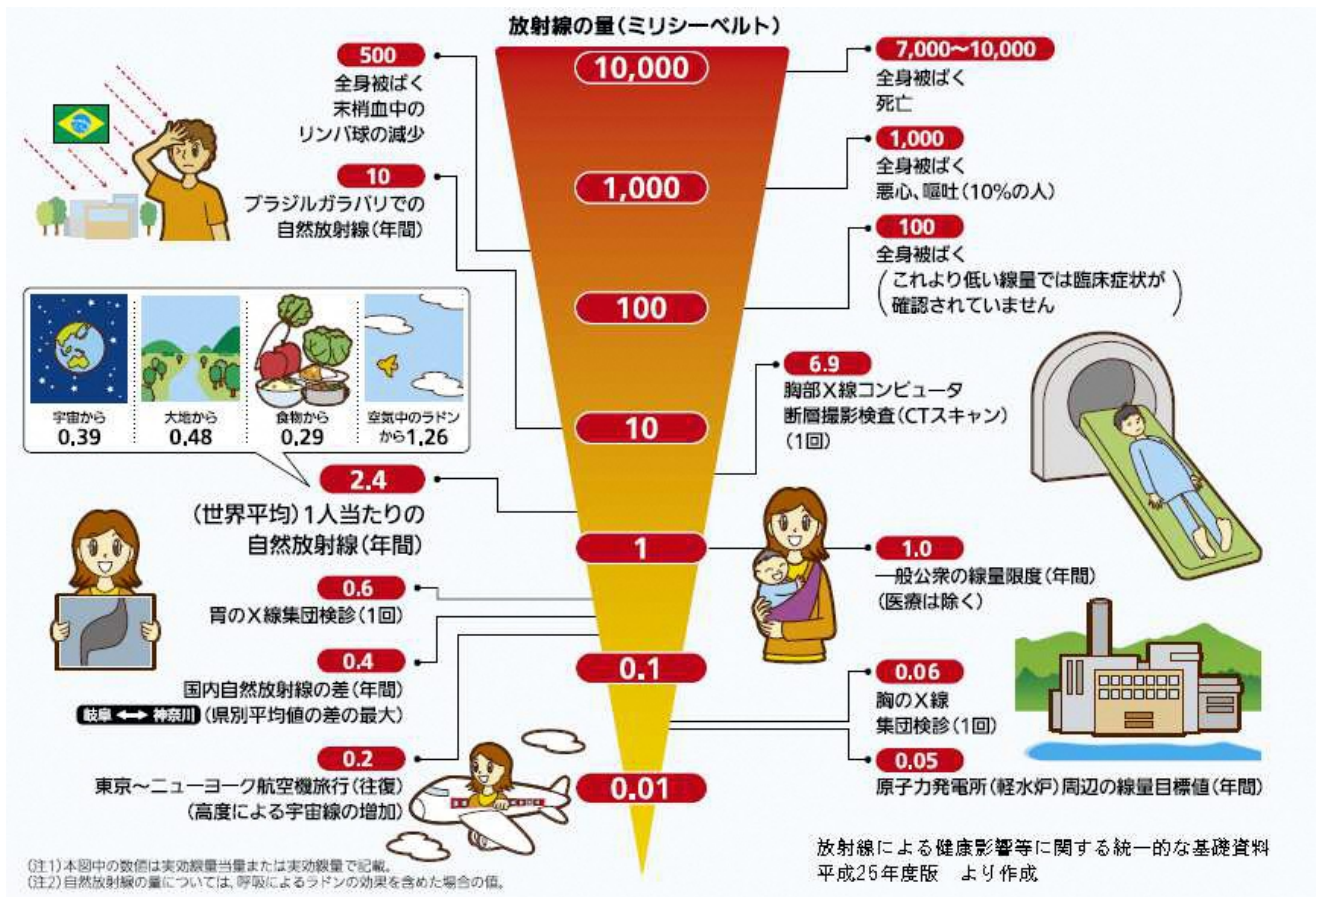 放射線の量(ミリシーベルト)
10,000
1,000
100
10
1
0.1
0.01
500
全身被ばく
末梢血中の
リンパ球の減少
10
ブラジルガラパリでの
自然放射線(年間)
宇宙から
0.39
大地から
0.48
食物から
0.29
空気中のラドン
から1.26
2.4
(世界平均)1人当たりの
自然放射線(年間)
0.6
胃のX線集団検診(1回)
0.4
国内自然放射線の差(年間)
岐阜⟷神奈川(県別平均値の差の最大)
0.2
東京～ニューヨーク航空機旅行(往復)
(高度による宇宙線の増加)
7,000～10,000
全身被ばく
死亡
1,000
全身被ばく
悪心、嘔吐(10%の人)
100
全身被ばく
(これより低い線量では臨床症状が
確認されていません)
6.9
胸部X線コンピュータ
断層撮影検査(CTスキャン)
(1回)
1.0
一般公衆の線量限度(年間)
(医療は除く)
0.06
胸のX線
集団検診(1回)
0.05
原子力発電所(軽水炉)周辺の線量目標値(年間)
(注1)本図中の数値は実効線量当量または実効線量で記載。
(注2)自然放射線の量については、呼吸によるラドンの効果を含めた場合の値。
放射線による健康影響等に関する統一的な基礎資料
平成25年度版　より作成